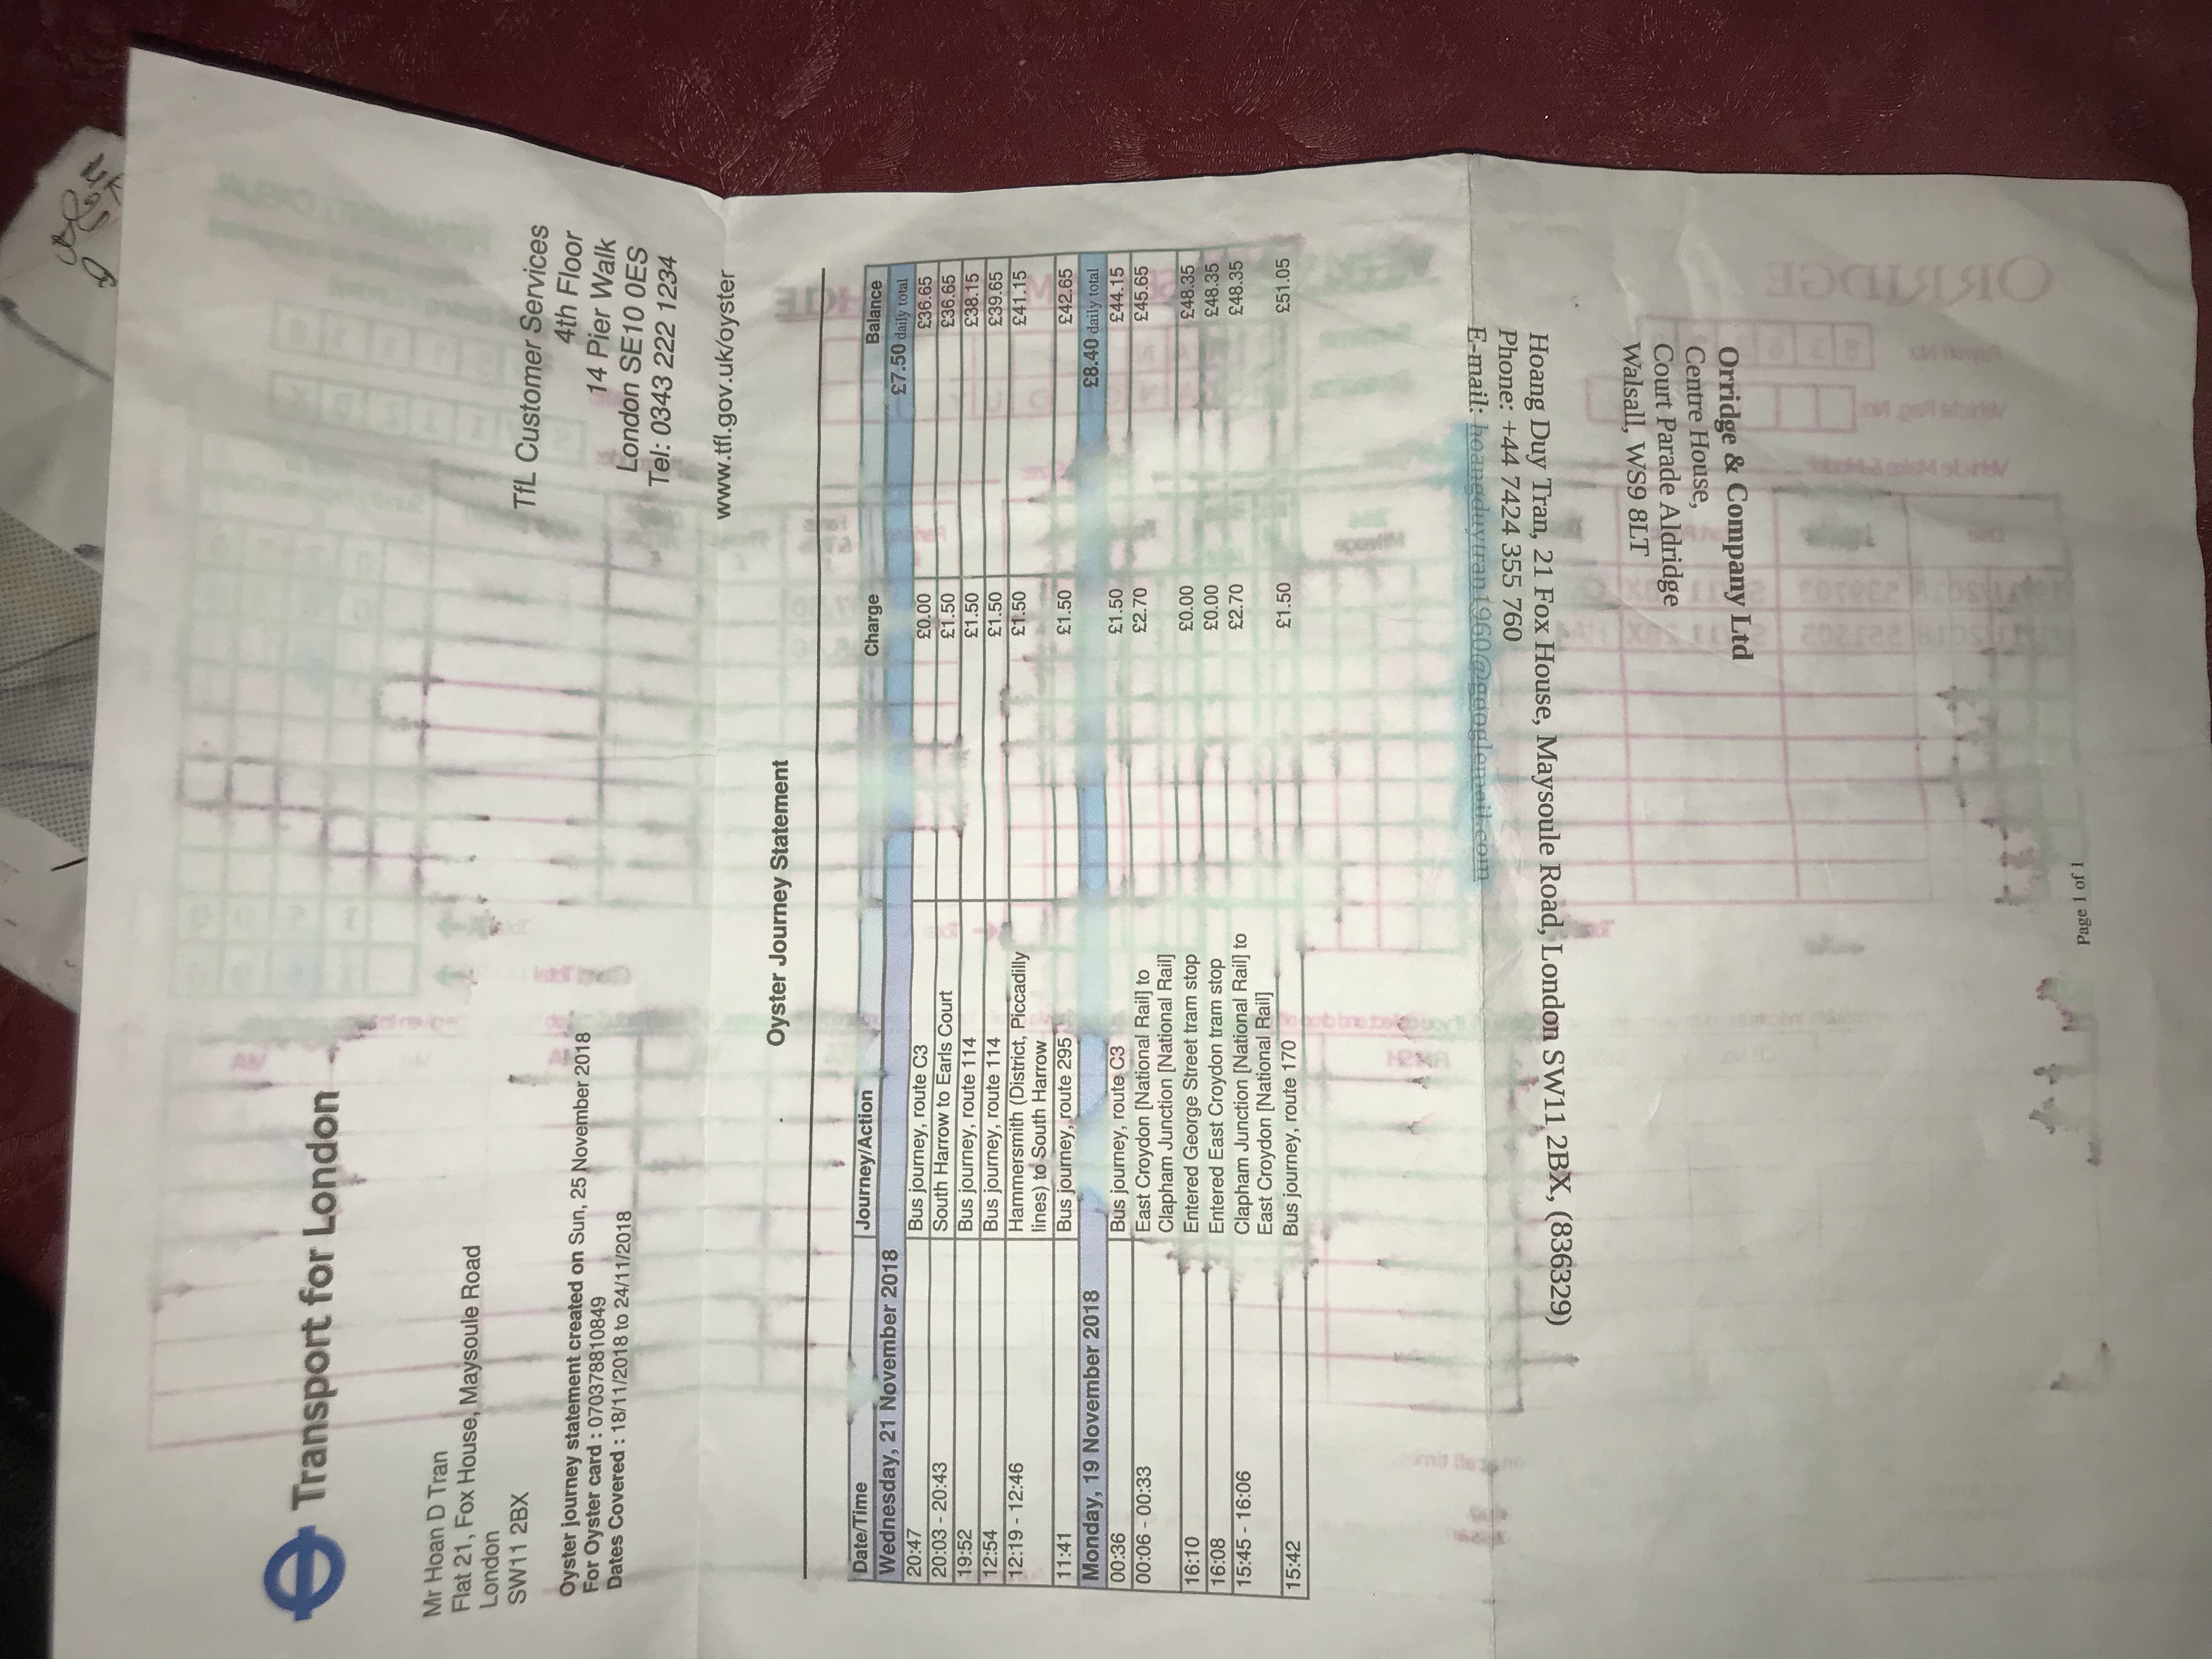 Transport for London
Mr Hoan D Tran
Flat 21, Fox House, Maysoule Road
London
SW11 2BX
Oyster journey statement created on Sun, 25 November 2018
For Oyster card : 070378810849
Dates Covered : 18/11/2018 to 24/11/2018
TfL Customer Services
4th Floor
14 Pier Walk
London SE10 0ES
Tel: 0343 222 1234
www.tfl.gov.uk/oyster
Oyster Journey Statement
Date/Time Journey/Action Charge Balance
Wednesday, 21 November 2018 £7.50 daily total
20:47 Bus journey, route C3 £0.00 £36.65
20:03 - 20:43 South Harrow to Earls Court £1.50 £36.65
19:52 Bus journey, route 114 £1.50 £38.15
12:54 Bus journey, route 114 £1.50 £39.65
12:19 - 12:46 Hammersmith (District, Piccadilly £1.50 £41.15
lines) to South Harrow
11:41 Bus journey, route 295 £1.50 £42.65
Monday, 19 November 2018 £8.40 daily total
00:36 Bus journey, route C3 £1.50 £44.15
00:06 - 00:33 East Croydon [National Rail] to £2.70 £45.65
Clapham Junction [National Rail]
16:10 Entered George Street tram stop £0.00 £48.35
16:08 Entered East Croydon tram stop £0.00 £48.35
15:45 - 16:06 Clapham Junction [National Rail] to £2.70 £48.35
East Croydon [National Rail]
15:42 Bus journey, route 170 £1.50 £51.05
Orridge & Company Ltd
Centre House,
Court Parade Aldridge
Walsall, WS9 8LT
Hoang Duy Tran, 21 Fox House, Maysoule Road, London SW11 2BX, (836329)
Phone: +44 7424 355 760
E-mail: hoangduytran1960@googlemail.com
Page 1 of 1
ORRIDGE